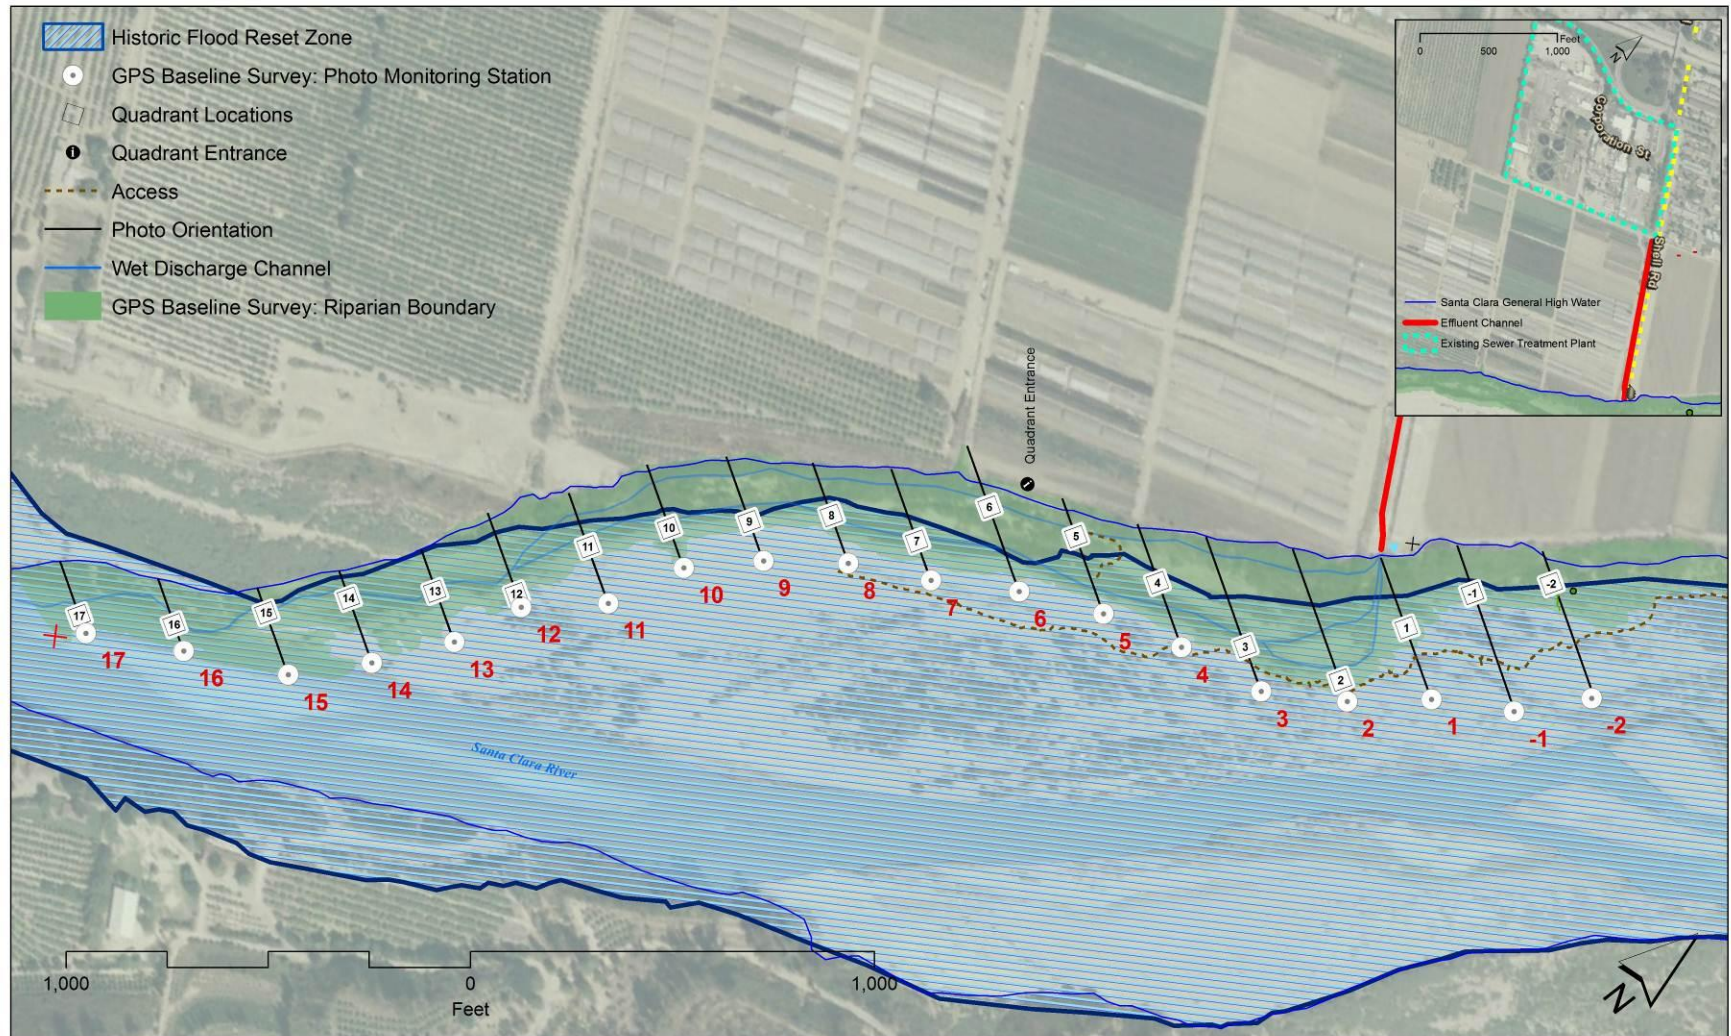 Historic Flood Reset Zone
GPS Baseline Survey: Photo Monitoring Station
Quadrant Locations
Quadrant Entrance
Access
Photo Orientation
Wet Discharge Channel
GPS Baseline Survey: Riparian Boundary
Feet
0 500 1,000
N
Corporation St
Shell Rd
Santa Clara General High Water
Effluent Channel
Existing Sewer Treatment Plant
Quadrant Entrance
17 16 15 14 13 12 11 10 9 8 7 6 5 4 3 2 1 -1 -2
17 16 15 14 13 12 11 10 9 8 7 6 5 4 3 2 1 -1 -2
Santa Clara River
1,000 0 1,000
Feet
N